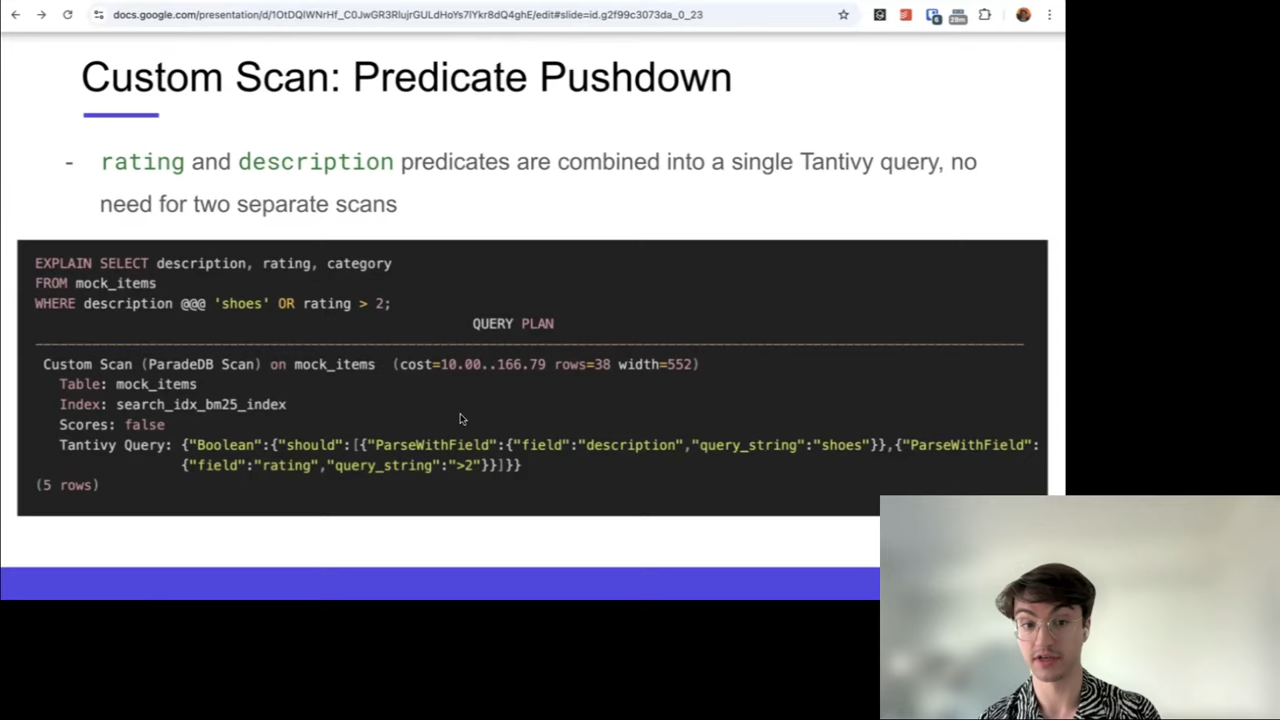 docs.google.com/presentation/d/1OtDQIWNrHf_C0JwGR3RlujrGULdHoYs7lYkr8dQ4ghE/edit#slide=id.g2f99c3073da_0_23
Custom Scan: Predicate Pushdown
- rating and description predicates are combined into a single Tantivy query, no
need for two separate scans
EXPLAIN SELECT description, rating, category
FROM mock_items
WHERE description @@@ 'shoes' OR rating > 2;
QUERY PLAN
Custom Scan (ParadeDB Scan) on mock_items (cost=10.00..166.79 rows=38 width=552)
Table: mock_items
Index: search_idx_bm25_index
Scores: false
Tantivy Query: {"Boolean":{"should":[{"ParseWithField":{"field":"description","query_string":"shoes"}},{"ParseWithField":
{"field":"rating","query_string":">2"}}]}}
(5 rows)